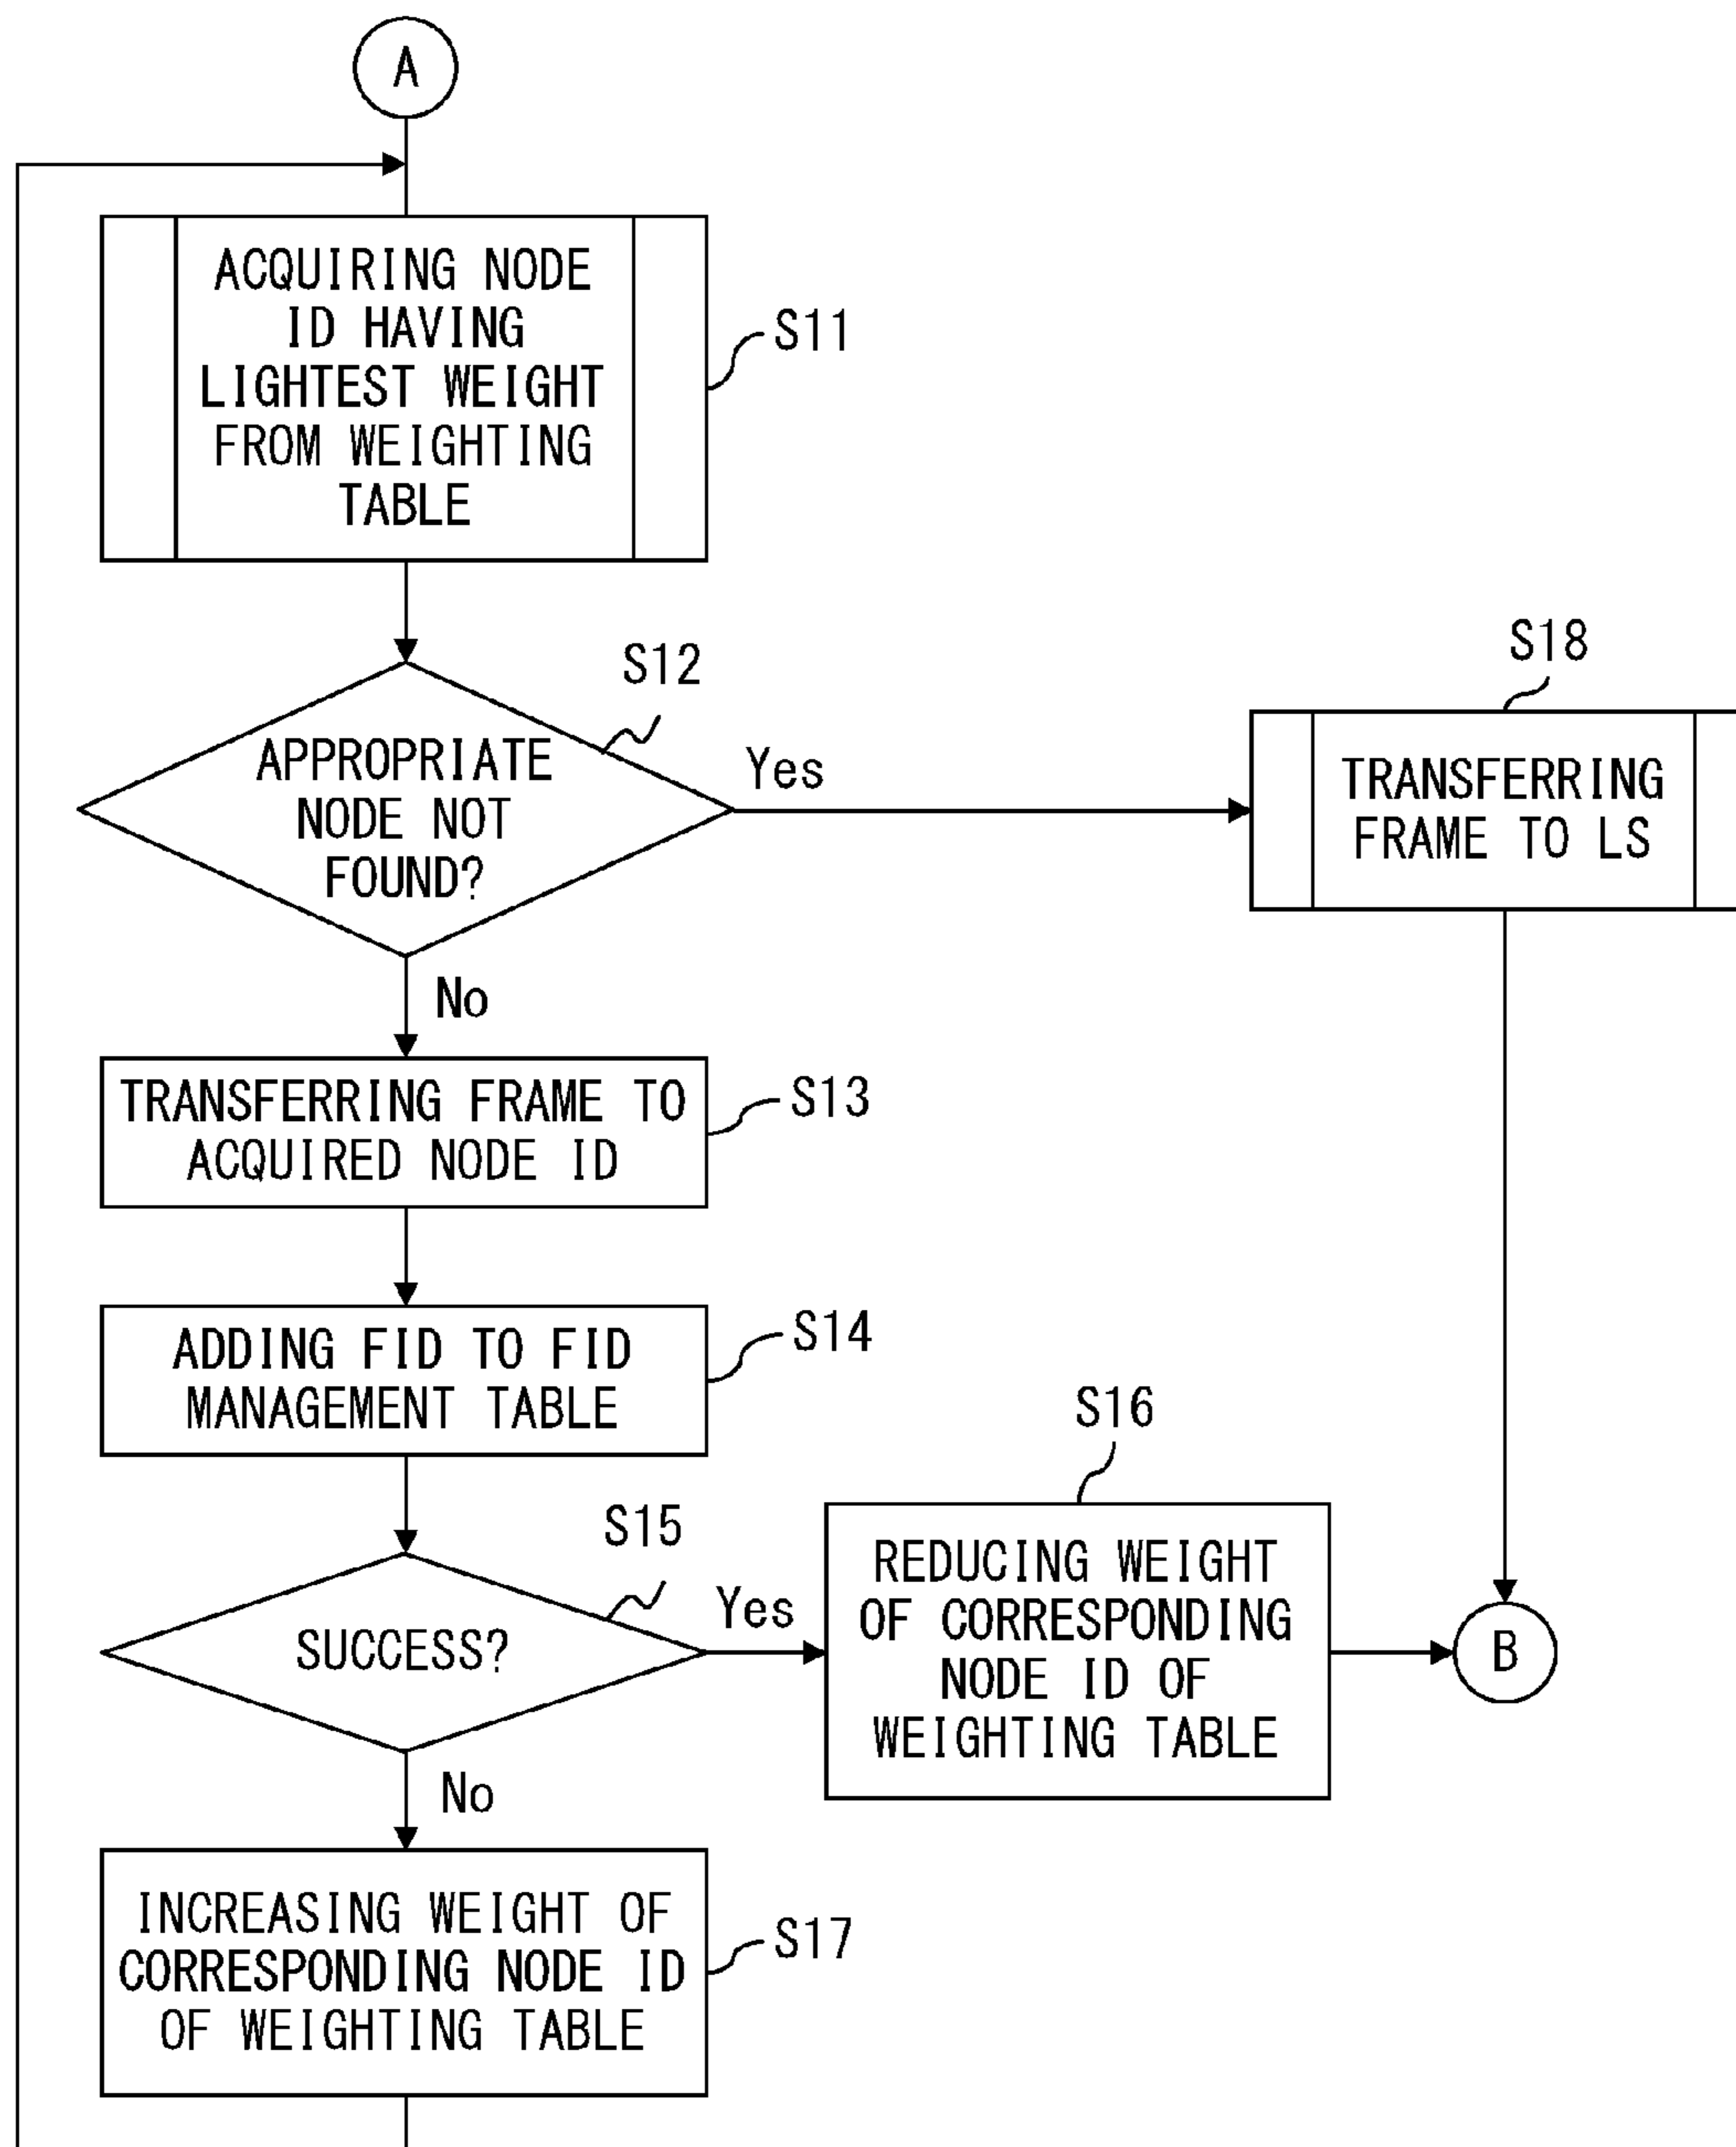 A
ACQUIRING NODE
ID HAVING
LIGHTEST WEIGHT
FROM WEIGHTING
TABLE
S11
S12
APPROPRIATE
NODE NOT
FOUND?
Yes
S18
TRANSFERRING
FRAME TO LS
No
TRANSFERRING FRAME TO
ACQUIRED NODE ID
S13
ADDING FID TO FID
MANAGEMENT TABLE
S14
S15
SUCCESS?
Yes
S16
REDUCING WEIGHT
OF CORRESPONDING
NODE ID OF
WEIGHTING TABLE
B
No
INCREASING WEIGHT OF
CORRESPONDING NODE ID
OF WEIGHTING TABLE
S17